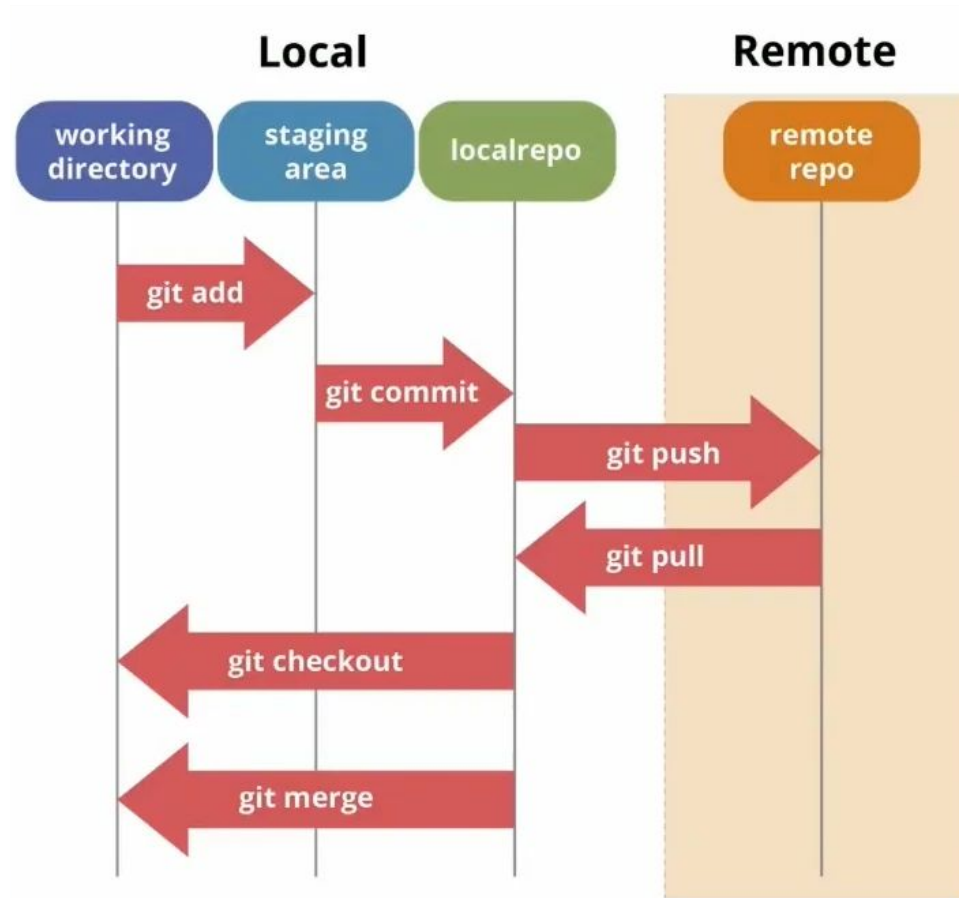 Local
Remote
working
directory
staging
area
localrepo
remote
repo
git add
git commit
git push
git pull
git checkout
git merge